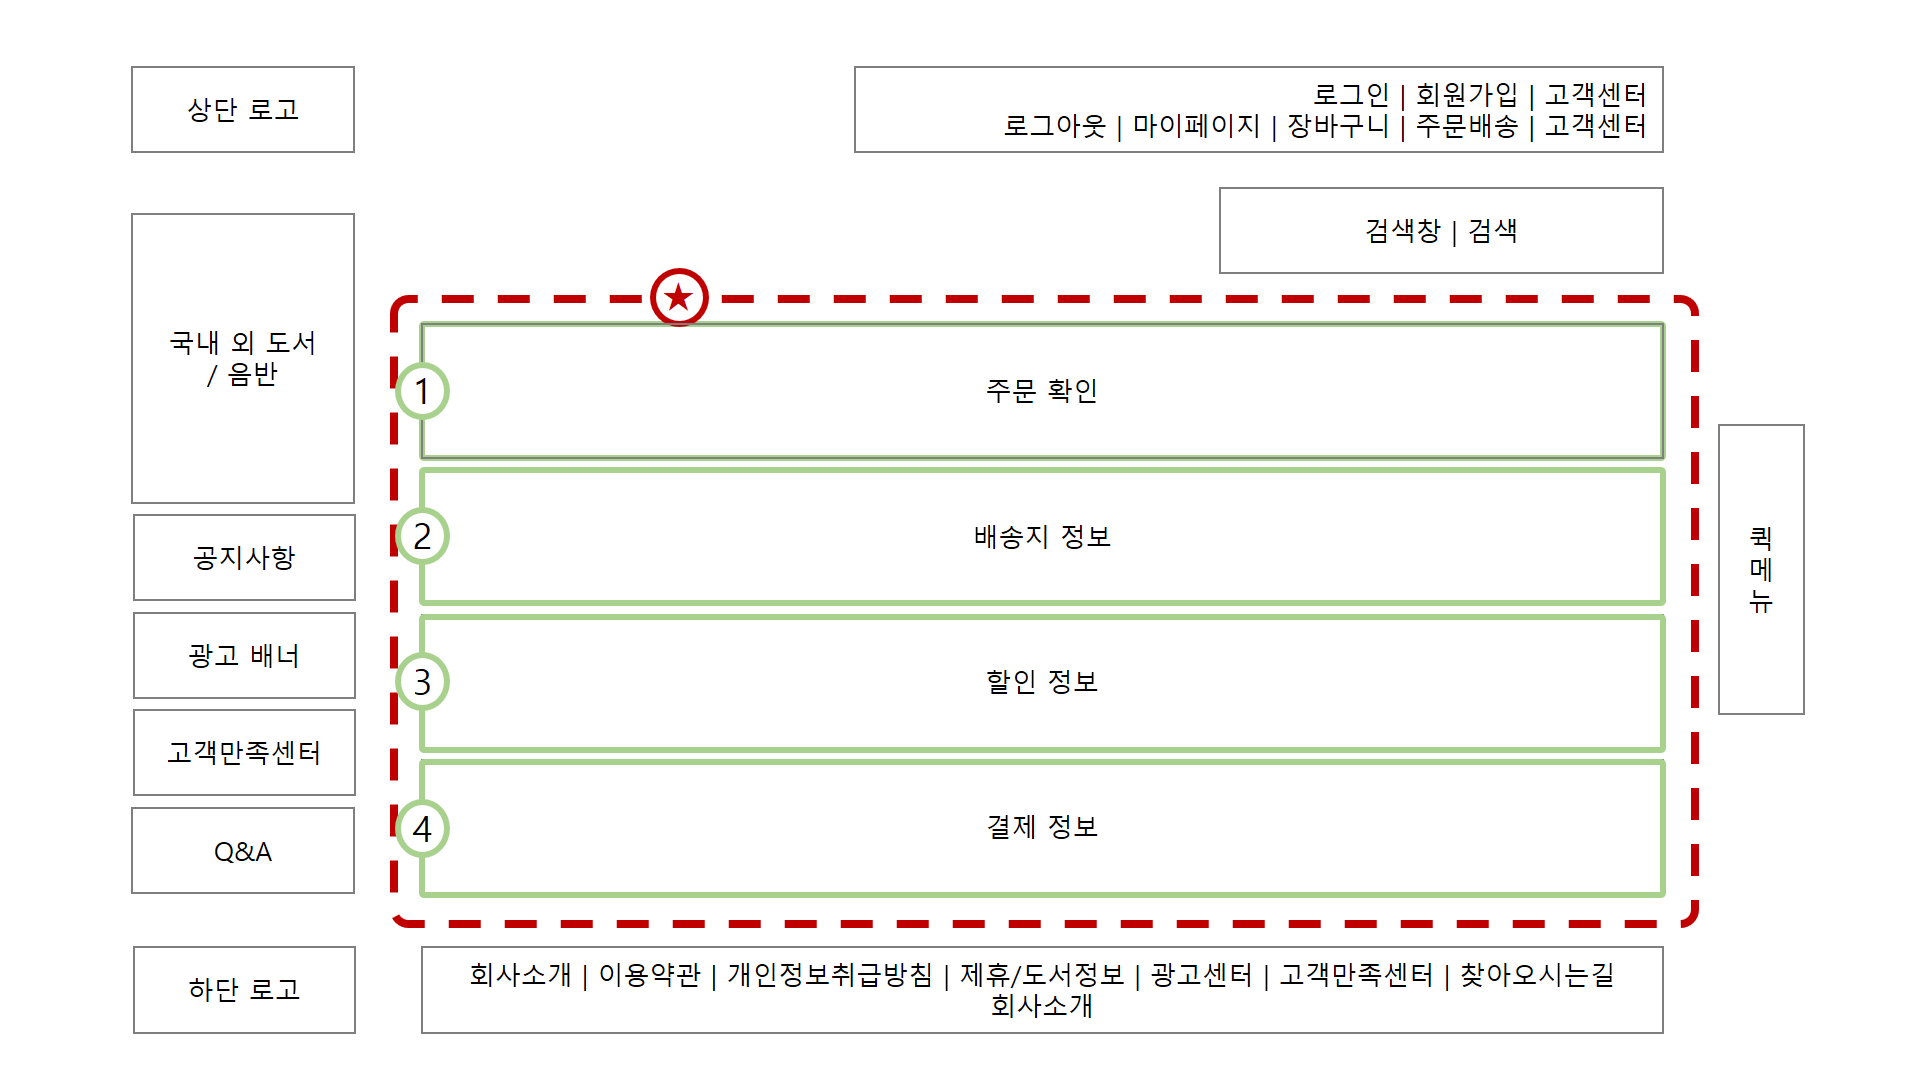 상단 로고
로그인 | 회원가입 | 고객센터
로그아웃 | 마이페이지 | 장바구니 | 주문배송 | 고객센터
검색창 | 검색
국내 외 도서
/ 음반
공지사항
광고 배너
고객만족센터
Q&A
★
1
주문 확인
2
배송지 정보
3
할인 정보
4
결제 정보
퀵
메
뉴
하단 로고
회사소개 | 이용약관 | 개인정보취급방침 | 제휴/도서정보 | 광고센터 | 고객만족센터 | 찾아오시는길
회사소개